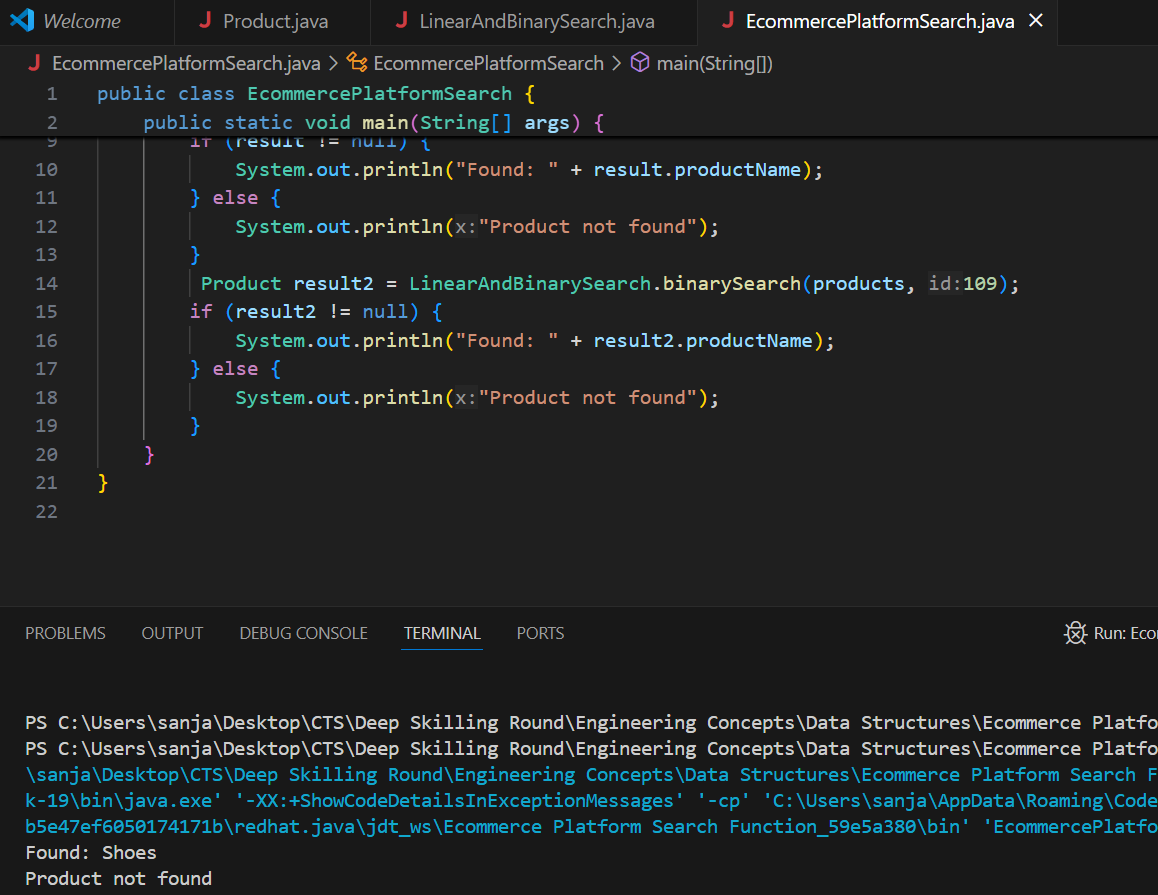 Welcome
Product.java
LinearAndBinarySearch.java
EcommercePlatformSearch.java
EcommercePlatformSearch.java > EcommercePlatformSearch > main(String[])
1 public class EcommercePlatformSearch {
2 public static void main(String[] args) {
9 if (result != null) {
10 System.out.println("Found: " + result.productName);
11 } else {
12 System.out.println(x:"Product not found");
13 }
14 Product result2 = LinearAndBinarySearch.binarySearch(products, id:109);
15 if (result2 != null) {
16 System.out.println("Found: " + result2.productName);
17 } else {
18 System.out.println(x:"Product not found");
19 }
20 }
21 }
22
PROBLEMS OUTPUT DEBUG CONSOLE TERMINAL PORTS Run: Eco
PS C:\Users\sanja\Desktop\CTS\Deep Skilling Round\Engineering Concepts\Data Structures\Ecommerce Platfo
PS C:\Users\sanja\Desktop\CTS\Deep Skilling Round\Engineering Concepts\Data Structures\Ecommerce Platfo
\sanja\Desktop\CTS\Deep Skilling Round\Engineering Concepts\Data Structures\Ecommerce Platform Search F
k-19\bin\java.exe' '-XX:+ShowCodeDetailsInExceptionMessages' '-cp' 'C:\Users\sanja\AppData\Roaming\Code
b5e47ef6050174171b\redhat.java\jdt_ws\Ecommerce Platform Search Function_59e5a380\bin' 'EcommercePlatfo
Found: Shoes
Product not found